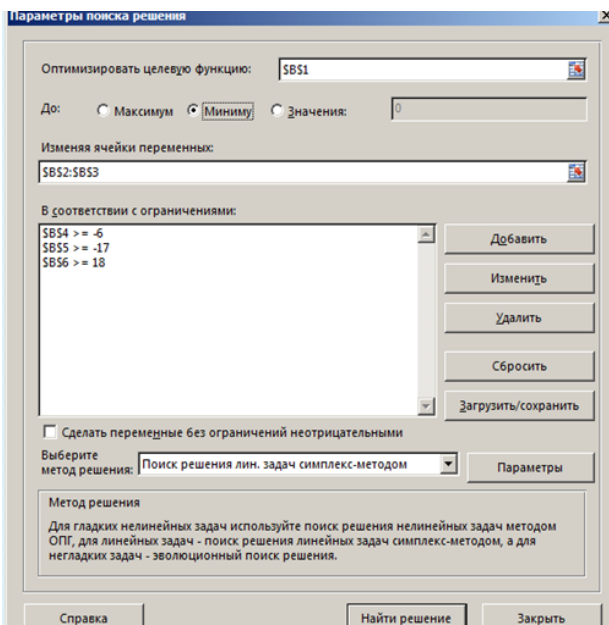 Параметры поиска решения
Оптимизировать целевую функцию: $B$1
До: Максимум Миниму Значения: 0
Изменяя ячейки переменных:
$B$2:$B$3
В соответствии с ограничениями:
$B$4 >= -6
$B$5 >= -17
$B$6 >= 18
Добавить
Изменить
Удалить
Сбросить
Загрузить/сохранить
Сделать переменные без ограничений неотрицательными
Выберите
метод решения: Поиск решения лин. задач симплекс-методом Параметры
Метод решения
Для гладких нелинейных задач используйте поиск решения нелинейных задач методом
ОПГ, для линейных задач - поиск решения линейных задач симплекс-методом, а для
негладких задач - эволюционный поиск решения.
Справка Найти решение Закрыть